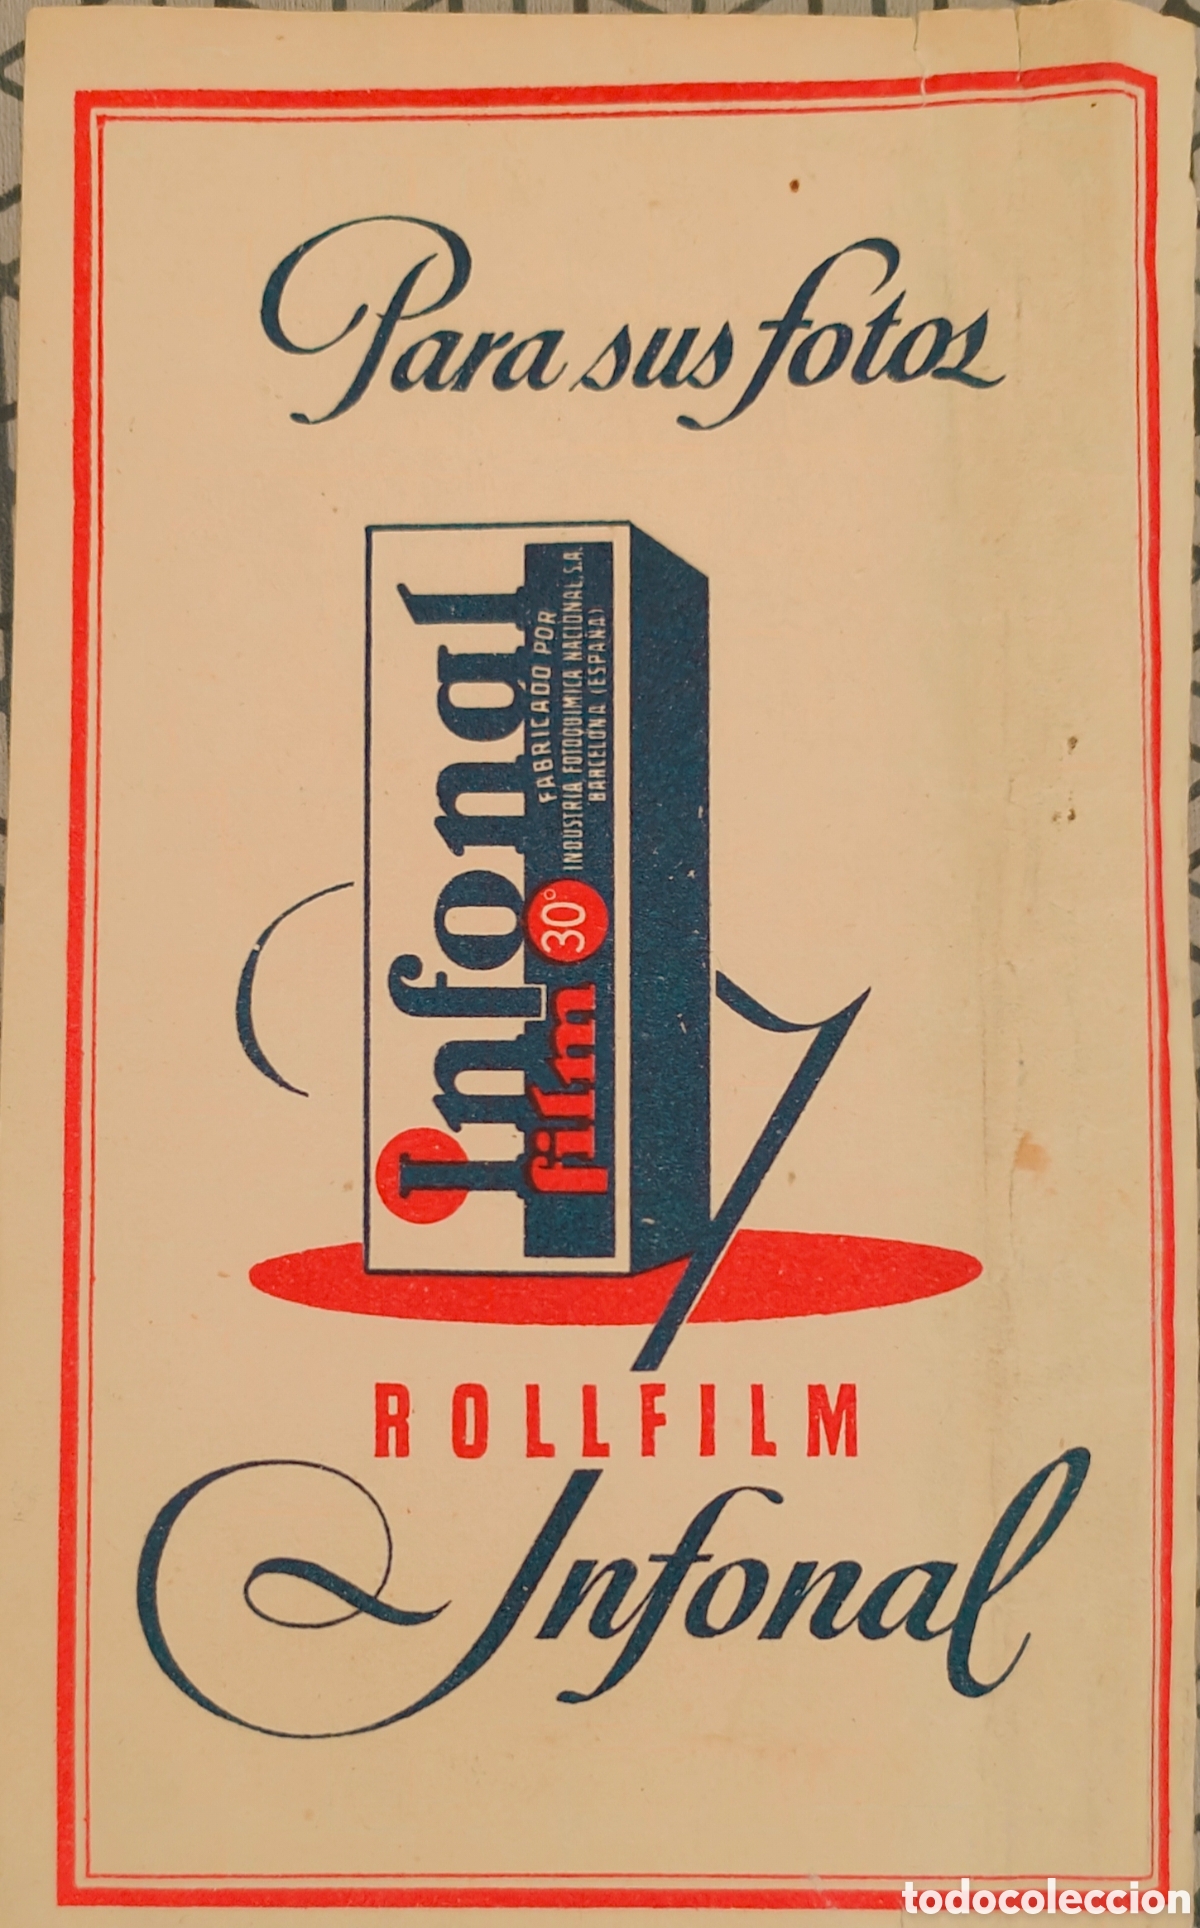 Para sus fotos
Infonal
film 30°
FABRICADO POR
INDUSTRIA FOTOQUIMICA NACIONAL, S.A.
BARCELONA (ESPAÑA)
ROLLFILM
Infonal
todocoleccion